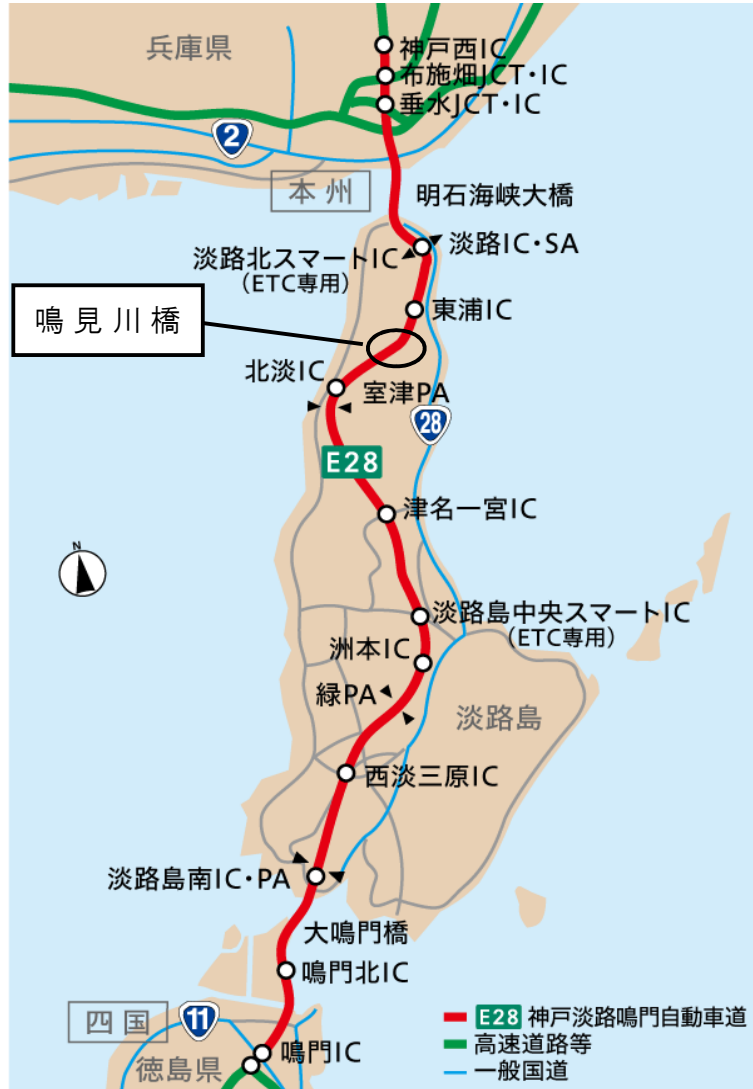 兵庫県
神戸西IC
布施畑JCT・IC
垂水JCT・IC
2
本州
明石海峡大橋
淡路IC・SA
淡路北スマートIC
(ETC専用)
東浦IC
鳴見川橋
北淡IC
室津PA
28
E28
津名一宮IC
N
淡路島中央スマートIC
(ETC専用)
洲本IC
緑PA
淡路島
西淡三原IC
淡路島南IC・PA
大鳴門橋
鳴門北IC
四国
11
鳴門IC
徳島県
E28 神戸淡路鳴門自動車道
高速道路等
一般国道